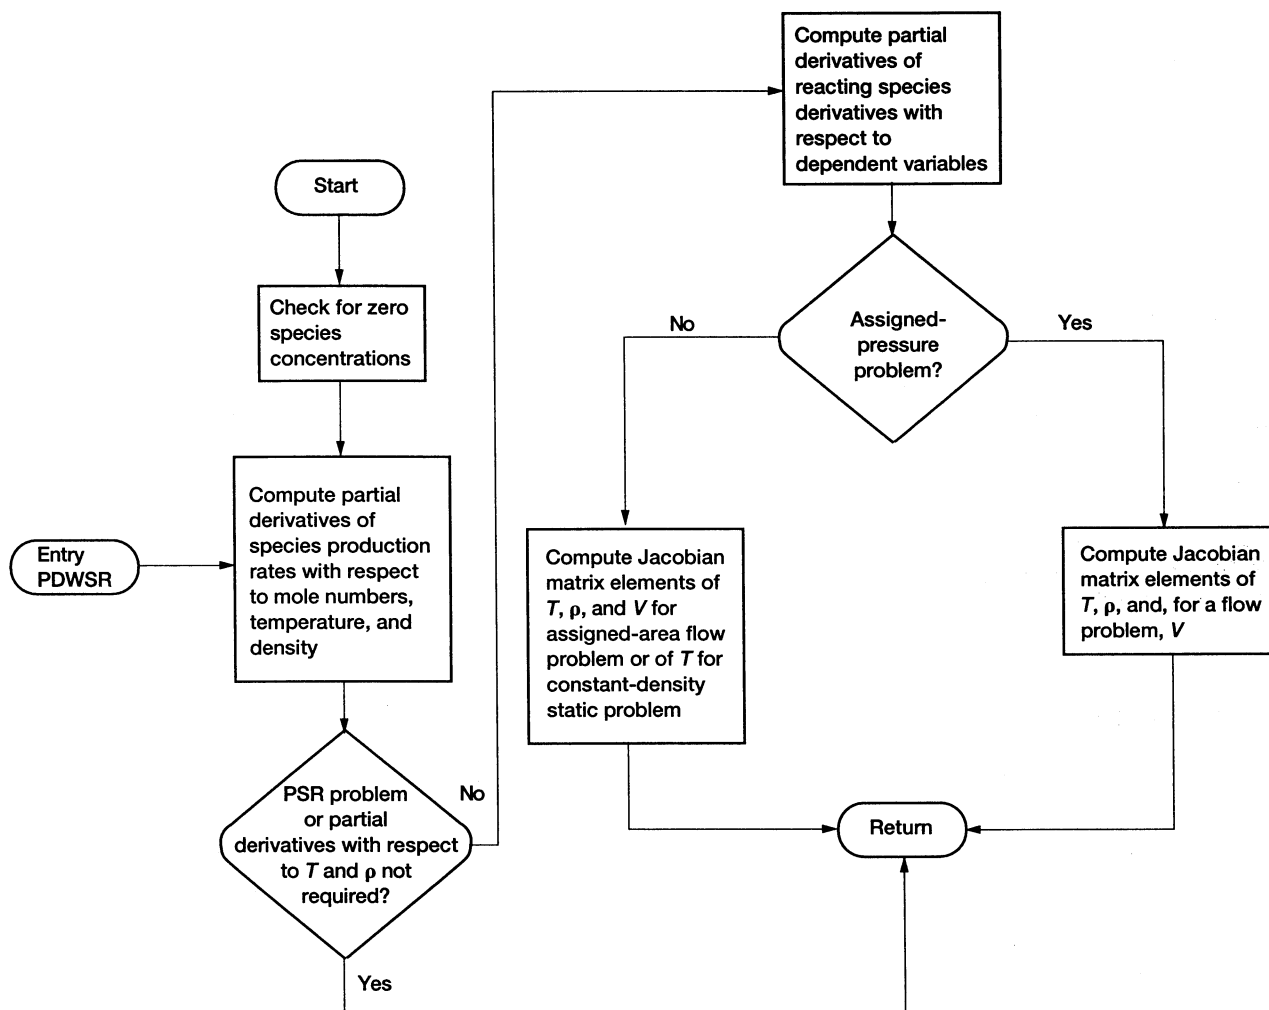 Start
Check for zero
species
concentrations
Entry
PDWSR
Compute partial
derivatives of
species production
rates with respect
to mole numbers,
temperature, and
density
PSR problem
or partial
derivatives with respect
to T and ρ not
required?
No
Yes
Compute partial
derivatives of
reacting species
derivatives with
respect to
dependent variables
Assigned-
pressure
problem?
No
Yes
Compute Jacobian
matrix elements of
T, ρ, and V for
assigned-area flow
problem or of T for
constant-density
static problem
Compute Jacobian
matrix elements of
T, ρ, and, for a flow
problem, V
Return